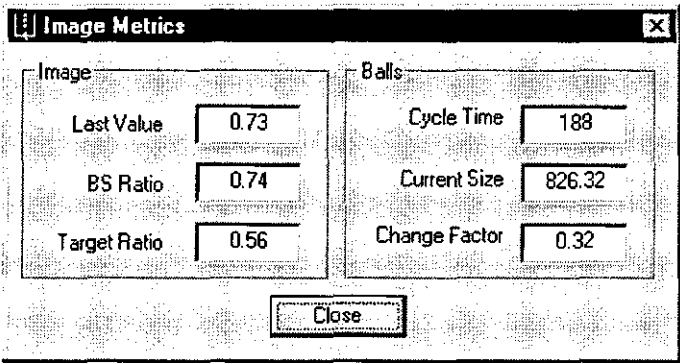 Image Metrics
Image
Last Value 0.73
BS Ratio 0.74
Target Ratio 0.56
Balls
Cycle Time 188
Current Size 826.32
Change Factor 0.32
Close